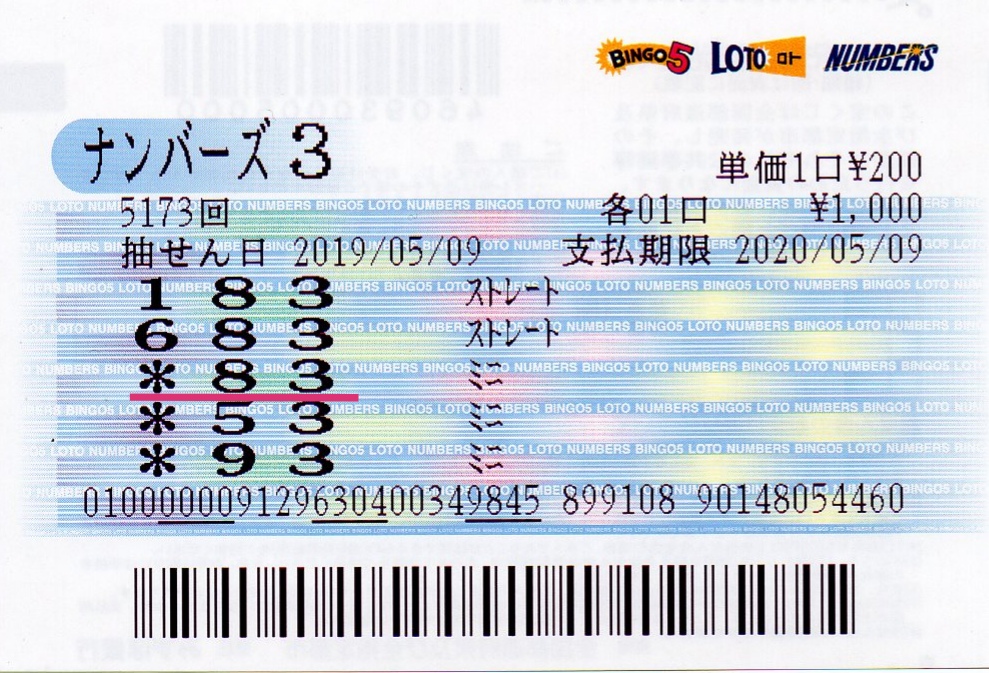 BINGO5 LOTO ロト NUMBERS
ナンバーズ 3
単価1口¥200
5173回 各01口 ¥1,000
抽せん日 2019/05/09 支払期限 2020/05/09
1 8 3 ストレート
6 8 3 ストレート
* 8 3 ミニ
* 5 3 ミニ
* 9 3 ミニ
0100000091296304003499845 899108 90148054460